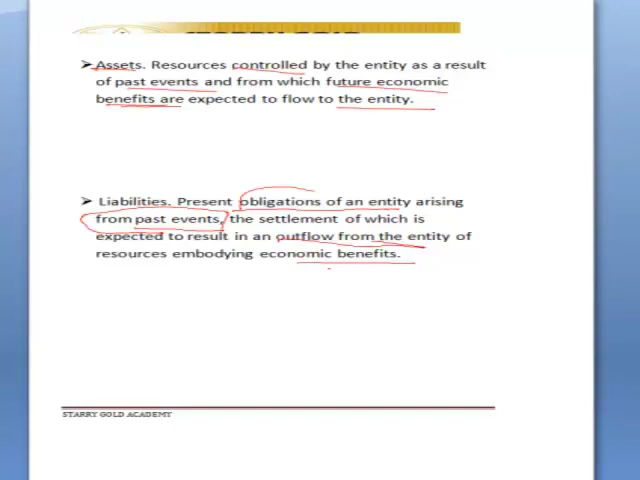 STARRY GOLD
➤ Assets. Resources controlled by the entity as a result
of past events and from which future economic
benefits are expected to flow to the entity.
➤ Liabilities. Present obligations of an entity arising
from past events, the settlement of which is
expected to result in an outflow from the entity of
resources embodying economic benefits.
STARRY GOLD ACADEMY